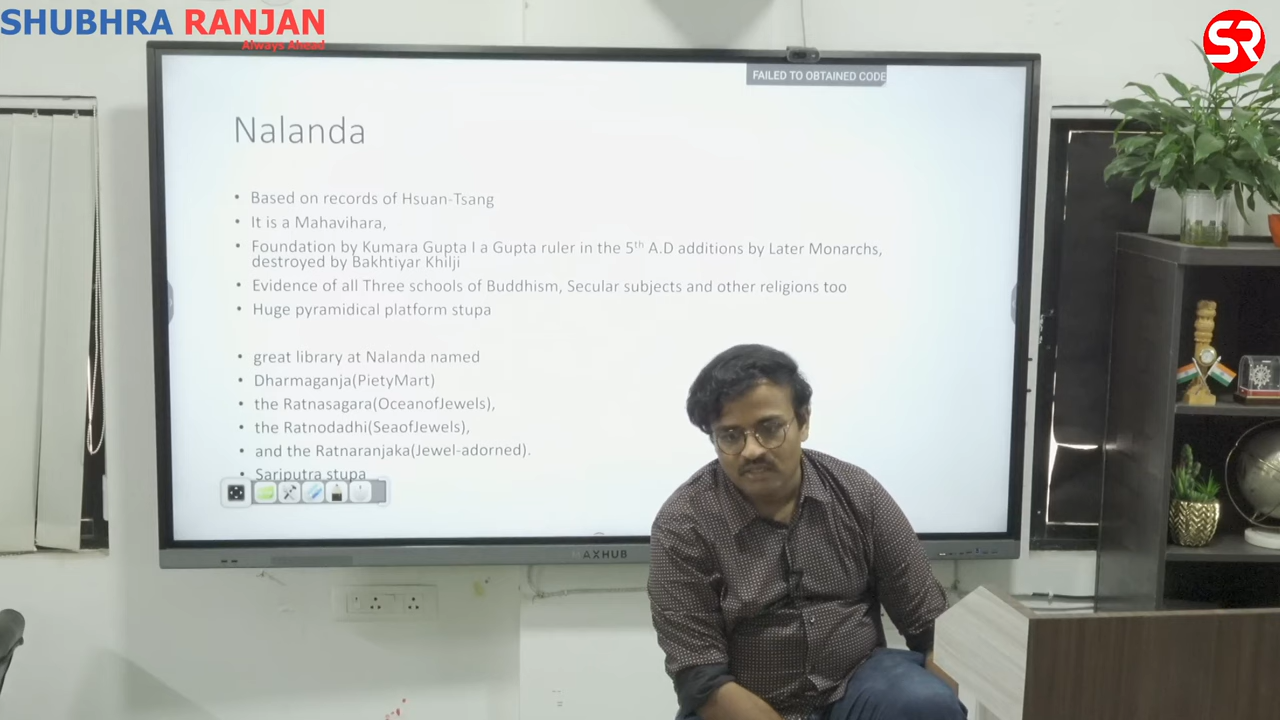 SHUBHRA RANJAN
Always Ahead
SR
FAILED TO OBTAINED CODE
Nalanda
• Based on records of Hsuan-Tsang
• It is a Mahavihara,
• Foundation by Kumara Gupta I a Gupta ruler in the 5th A.D additions by Later Monarchs,
destroyed by Bakhtiyar Khilji
• Evidence of all Three schools of Buddhism, Secular subjects and other religions too
• Huge pyramidical platform stupa
• great library at Nalanda named
• Dharmaganja(PietyMart)
• the Ratnasagara(OceanofJewels),
• the Ratnodadhi(SeaofJewels),
• and the Ratnaranjaka(Jewel-adorned).
• Sariputra stupa
MAXHUB